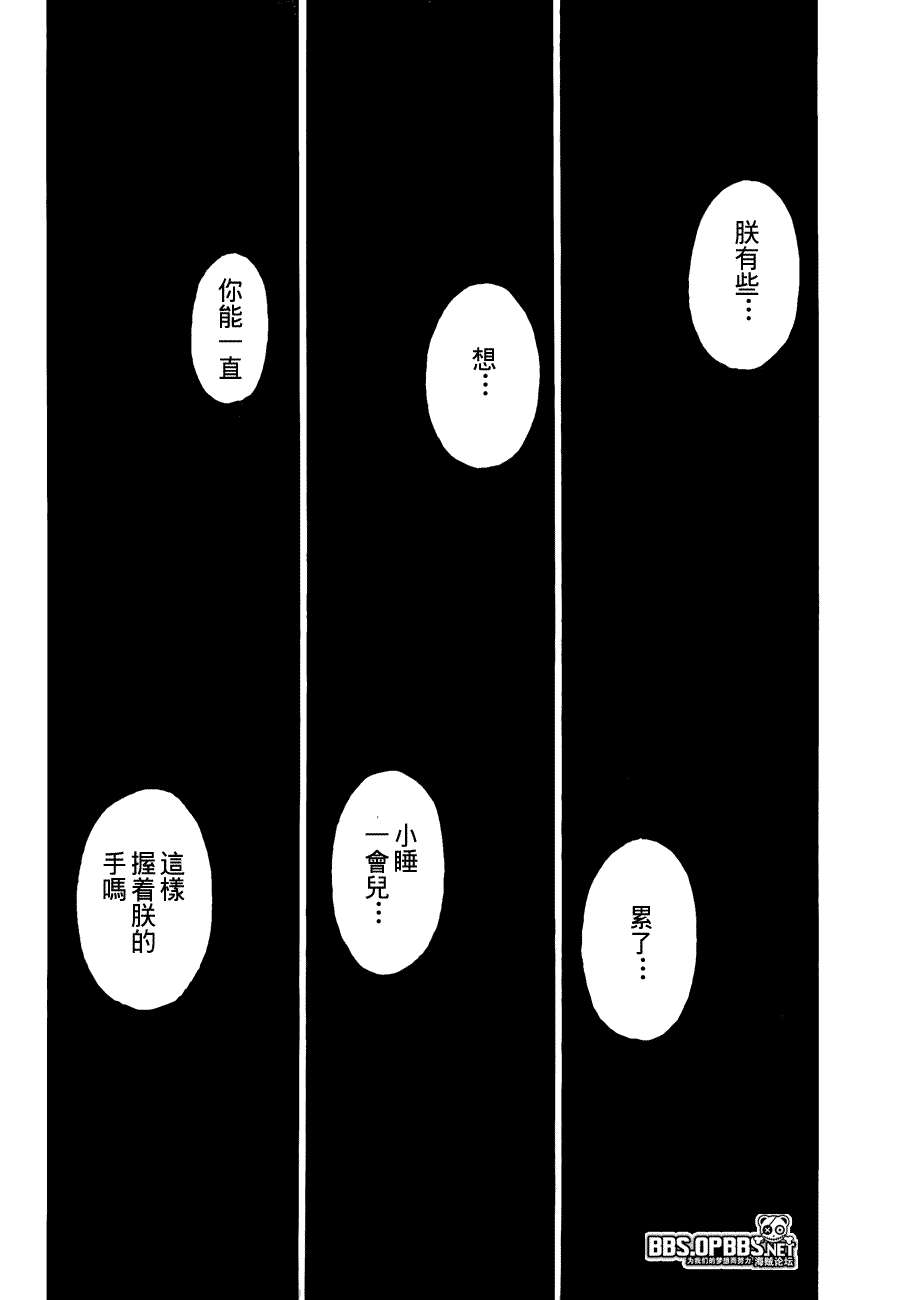 朕有些…
累了…
想…
小睡
一會兒…
你能一直
這樣
握着朕的
手嗎
BBS.OPBBS.NET
为我们的梦想而努力 海贼论坛